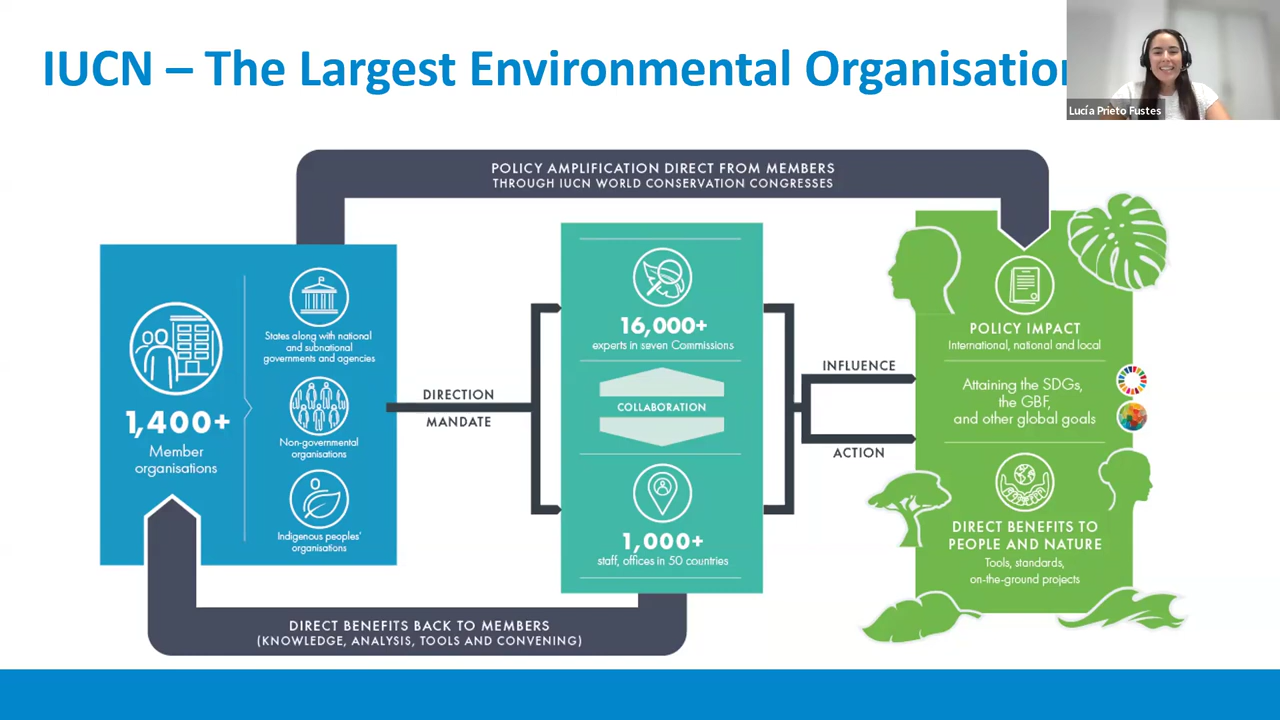 IUCN – The Largest Environmental Organisation
Lucía Prieto Fustes
POLICY AMPLIFICATION DIRECT FROM MEMBERS
THROUGH IUCN WORLD CONSERVATION CONGRESSES
1,400+
Member
organisations
States along with national
and subnational
governments and agencies
Non-governmental
organisations
Indigenous peoples'
organisations
DIRECTION
MANDATE
16,000+
experts in seven Commissions
COLLABORATION
1,000+
staff, offices in 50 countries
INFLUENCE
ACTION
POLICY IMPACT
International, national and local
Attaining the SDGs,
the GBF,
and other global goals
DIRECT BENEFITS TO
PEOPLE AND NATURE
Tools, standards,
on-the-ground projects
DIRECT BENEFITS BACK TO MEMBERS
(KNOWLEDGE, ANALYSIS, TOOLS AND CONVENING)